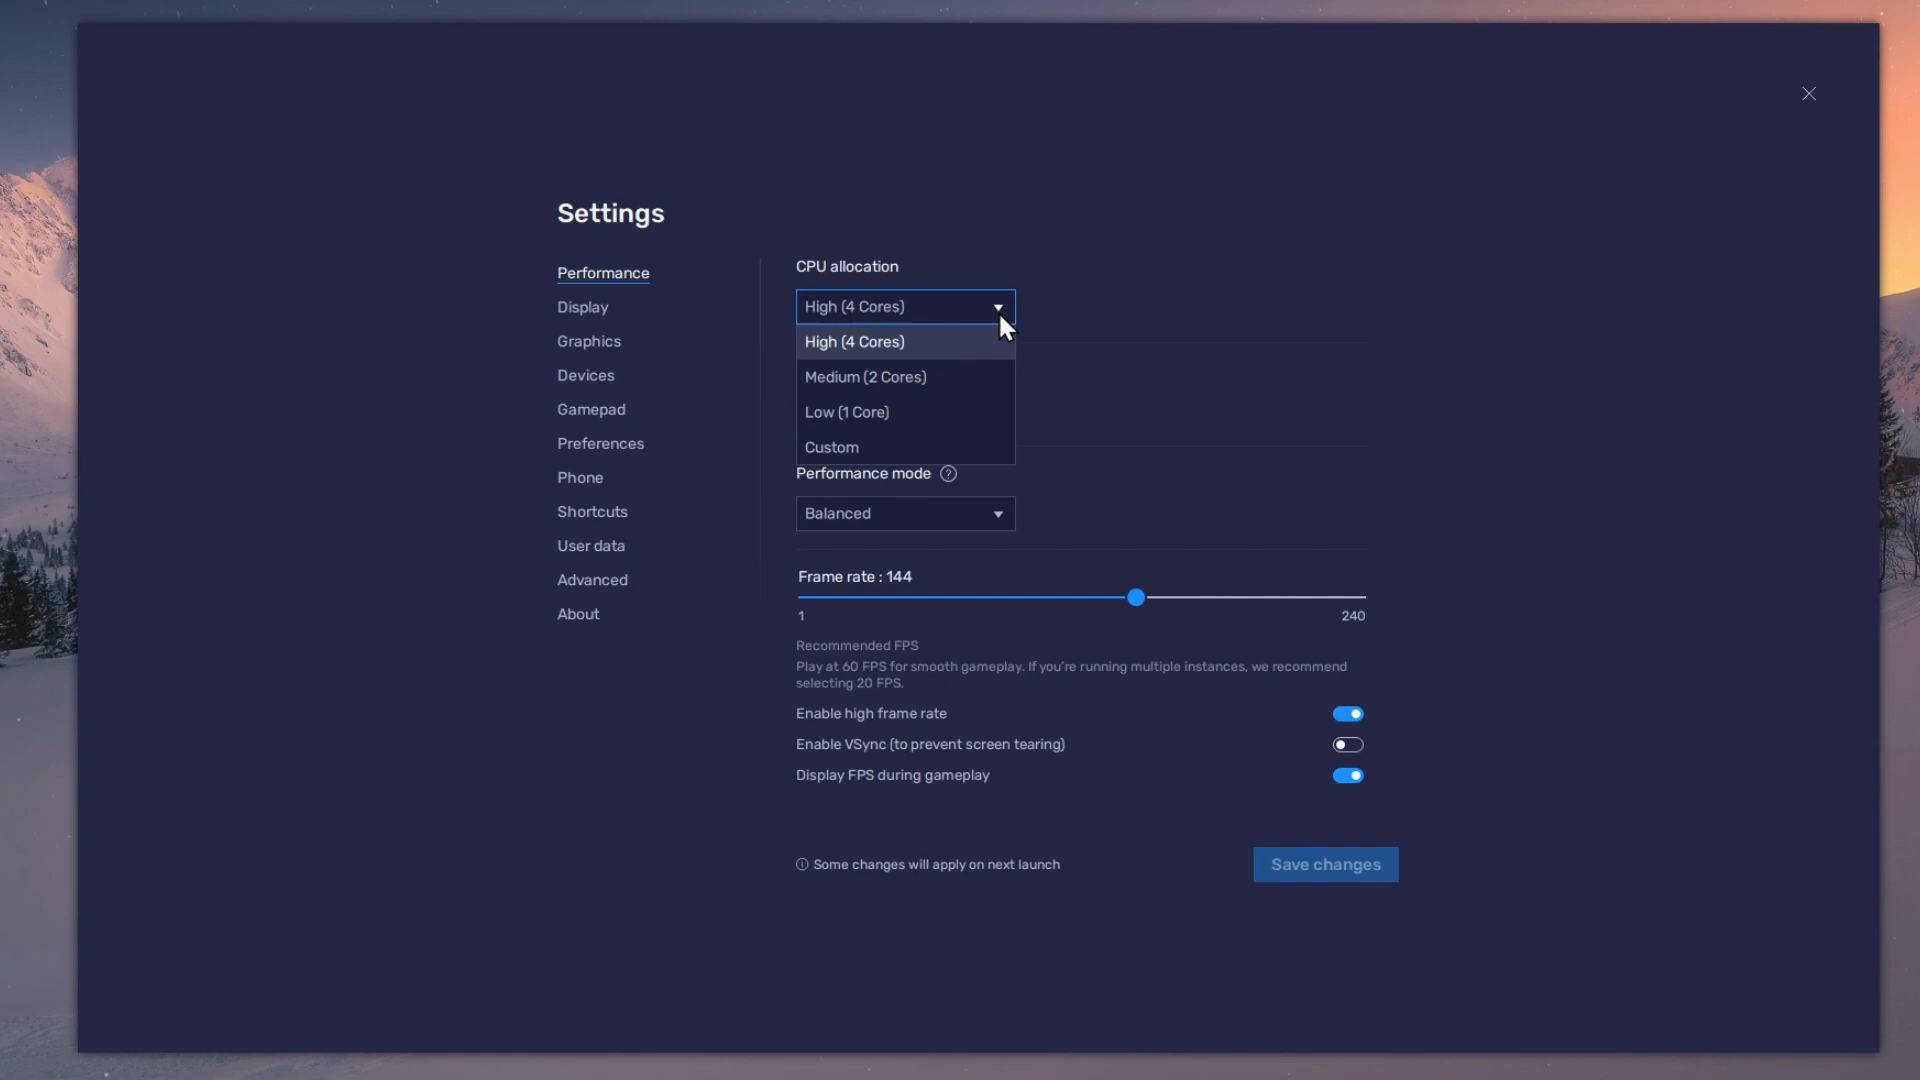 Settings
Performance
Display
Graphics
Devices
Gamepad
Preferences
Phone
Shortcuts
User data
Advanced
About
CPU allocation
High (4 Cores)
High (4 Cores)
Medium (2 Cores)
Low (1 Core)
Custom
Performance mode ?
Balanced
Frame rate : 144
1 240
Recommended FPS
Play at 60 FPS for smooth gameplay. If you're running multiple instances, we recommend
selecting 20 FPS.
Enable high frame rate
Enable VSync (to prevent screen tearing)
Display FPS during gameplay
Some changes will apply on next launch
Save changes